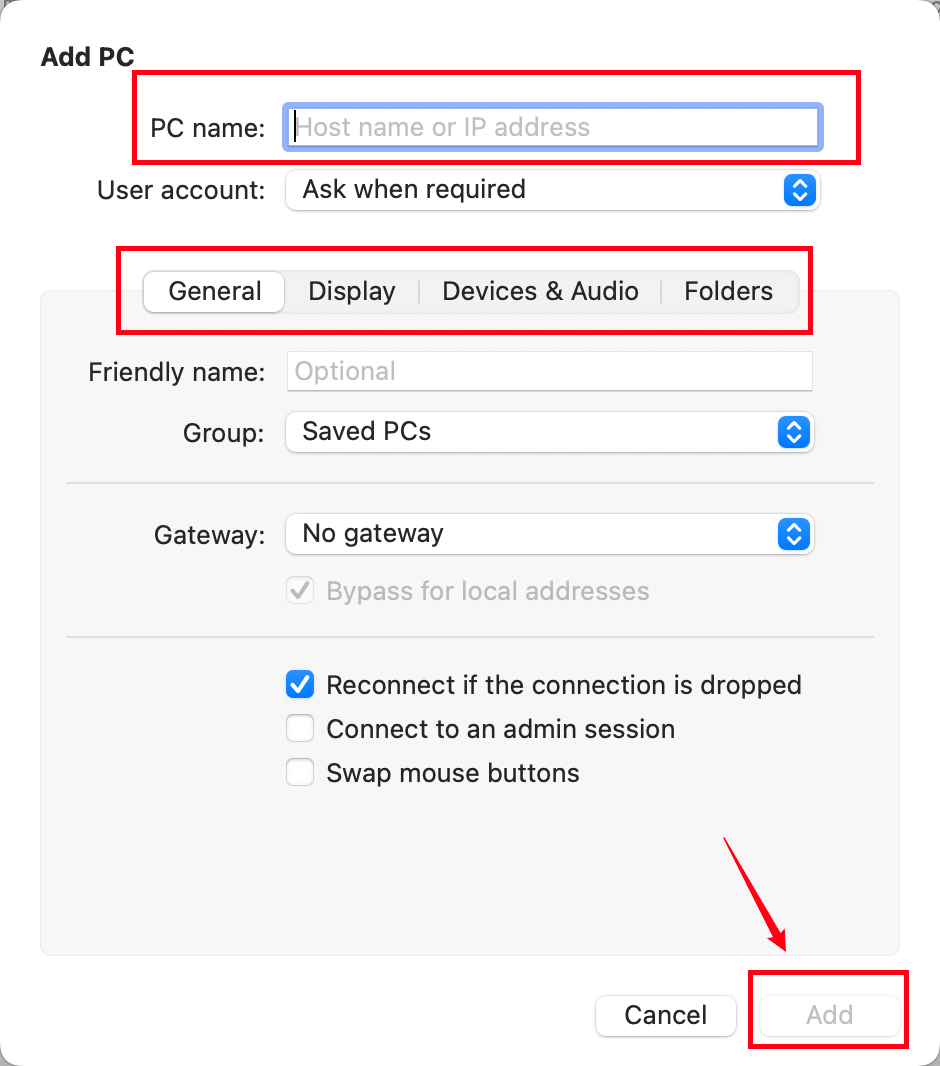 Add PC
PC name: Host name or IP address
User account: Ask when required
General Display Devices & Audio Folders
Friendly name: Optional
Group: Saved PCs
Gateway: No gateway
Bypass for local addresses
Reconnect if the connection is dropped
Connect to an admin session
Swap mouse buttons
Cancel Add